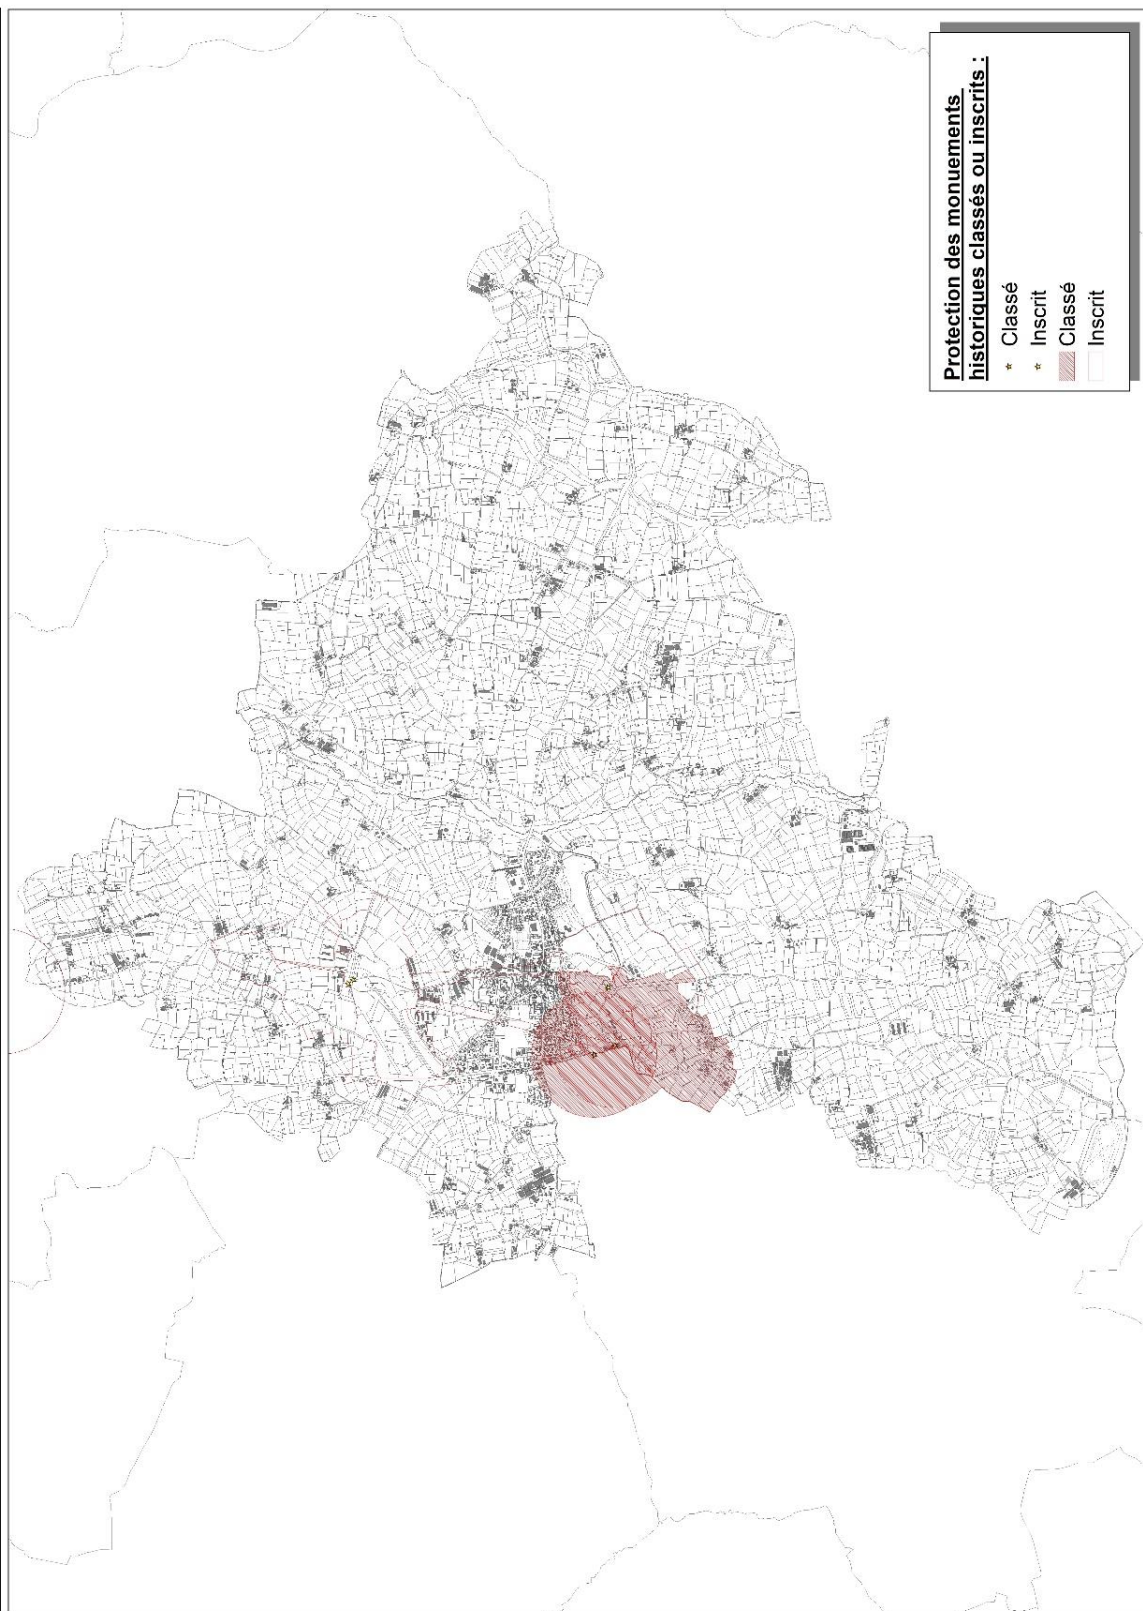 Protection des monuements
historiques classés ou inscrits :
Classé
Inscrit
Classé
Inscrit